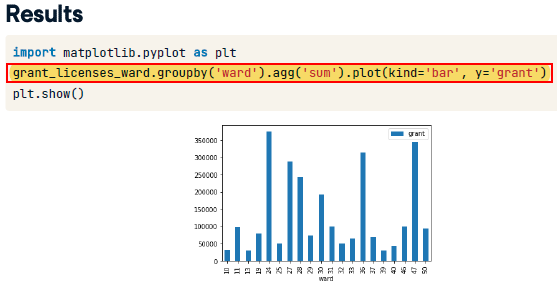 Results
import matplotlib.pyplot as plt
grant_licenses_ward.groupby('ward').agg('sum').plot(kind='bar', y='grant')
plt.show()
grant
350000
300000
250000
200000
150000
100000
50000
0
10 11 13 19 24 25 27 28 29 30 31 32 33 36 37 39 40 46 47 50
ward